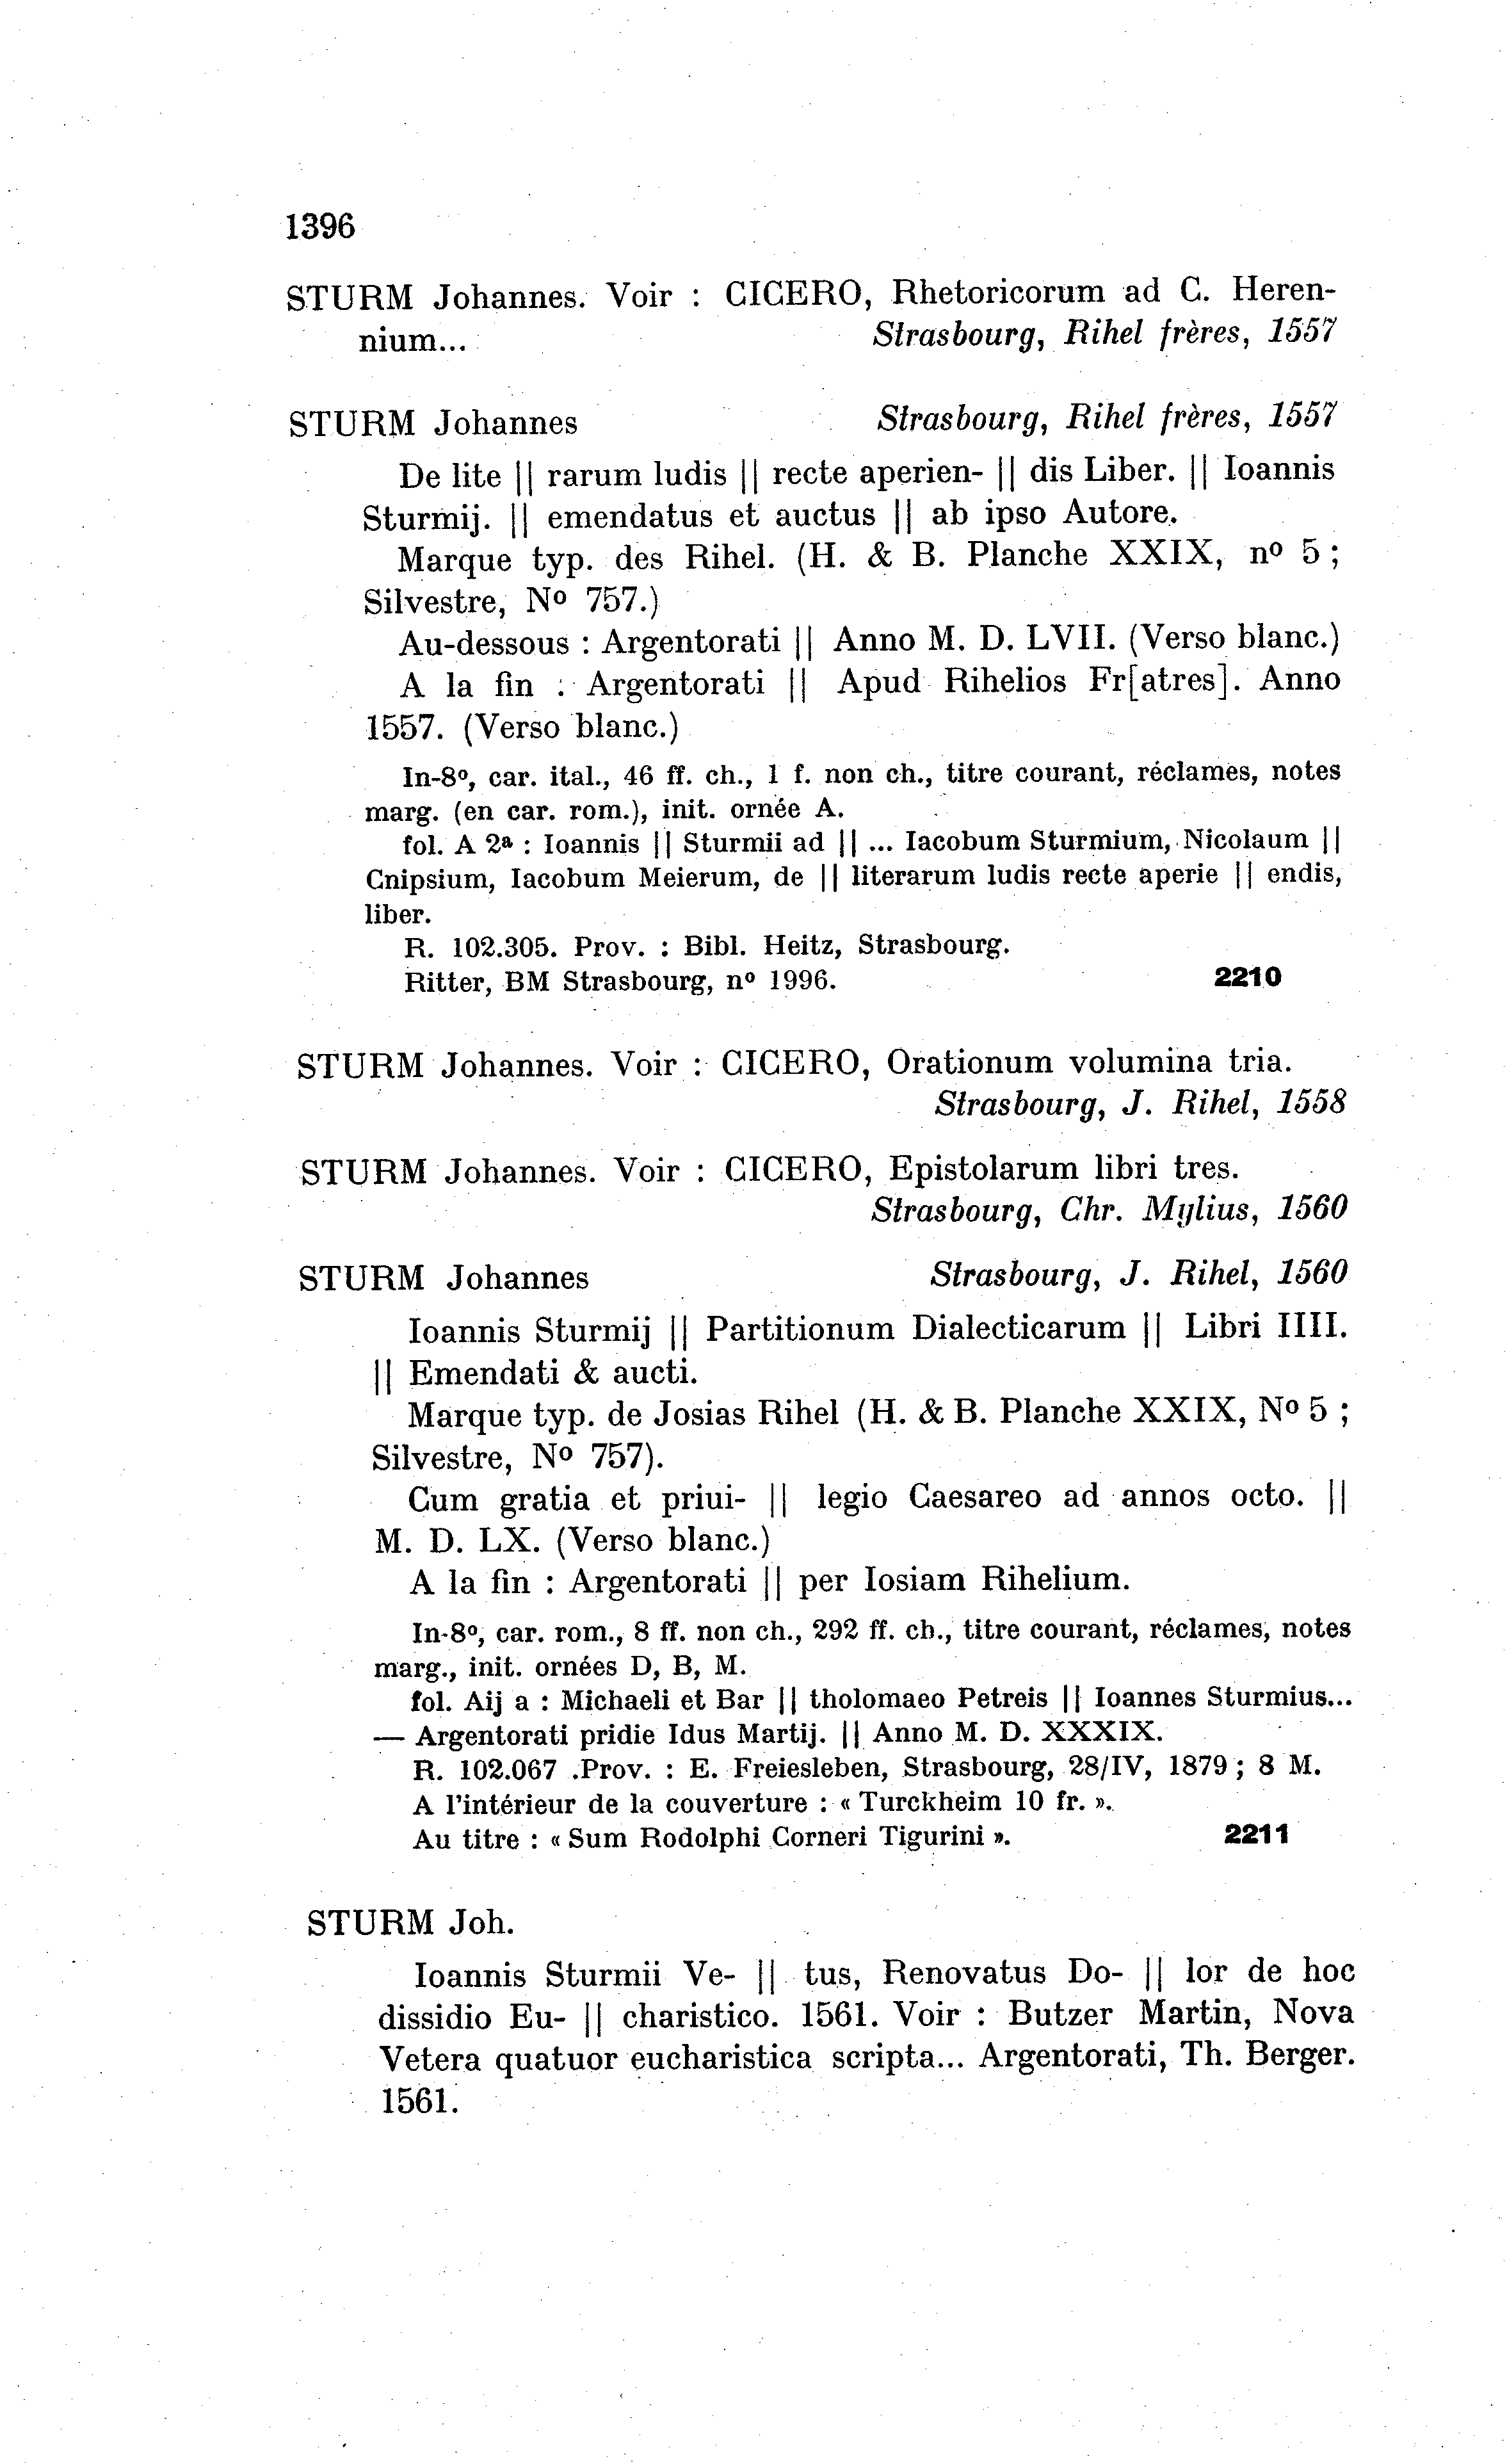 1396
STURM Johannes. Voir : CICERO, Rhetoricorum ad C. Heren-
nium... Strasbourg, Rihel frères, 1557
STURM Johannes Strasbourg, Rihel frères, 1557
De lite || rarum ludis || recte aperien- || dis Liber. || Ioannis
Sturmij. || emendatus et auctus || ab ipso Autore.
Marque typ. des Rihel. (H. & B. Planche XXIX, nº 5 ;
Silvestre, Nº 757.)
Au-dessous : Argentorati || Anno M. D. LVII. (Verso blanc.)
A la fin : Argentorati || Apud Rihelios Fr[atres]. Anno
1557. (Verso blanc.)
In-8º, car. ital., 46 ff. ch., 1 f. non ch., titre courant, réclames, notes
marg. (en car. rom.), init. ornée A.
fol. A 2ª : Ioannis || Sturmii ad || ... Iacobum Sturmium, Nicolaum ||
Cnipsium, Iacobum Meierum, de || literarum ludis recte aperie || endis,
liber.
R. 102.305. Prov. : Bibl. Heitz, Strasbourg.
Ritter, BM Strasbourg, nº 1996. 2210
STURM Johannes. Voir : CICERO, Orationum volumina tria.
Strasbourg, J. Rihel, 1558
STURM Johannes. Voir : CICERO, Epistolarum libri tres.
Strasbourg, Chr. Mylius, 1560
STURM Johannes Strasbourg, J. Rihel, 1560
Ioannis Sturmij || Partitionum Dialecticarum || Libri IIII.
|| Emendati & aucti.
Marque typ. de Josias Rihel (H. & B. Planche XXIX, Nº 5 ;
Silvestre, Nº 757).
Cum gratia et priui- || legio Caesareo ad annos octo. ||
M. D. LX. (Verso blanc.)
A la fin : Argentorati || per Iosiam Rihelium.
In-8º, car. rom., 8 ff. non ch., 292 ff. ch., titre courant, réclames, notes
marg., init. ornées D, B, M.
fol. Aij a : Michaeli et Bar || tholomaeo Petreis || Ioannes Sturmius...
— Argentorati pridie Idus Martij. || Anno M. D. XXXIX.
R. 102.067 .Prov. : E. Freiesleben, Strasbourg, 28/IV, 1879 ; 8 M.
A l'intérieur de la couverture : « Turckheim 10 fr. ».
Au titre : « Sum Rodolphi Corneri Tigurini ». 2211
STURM Joh.
Ioannis Sturmii Ve- || tus, Renovatus Do- || lor de hoc
dissidio Eu- || charistico. 1561. Voir : Butzer Martin, Nova
Vetera quatuor eucharistica scripta... Argentorati, Th. Berger.
1561.